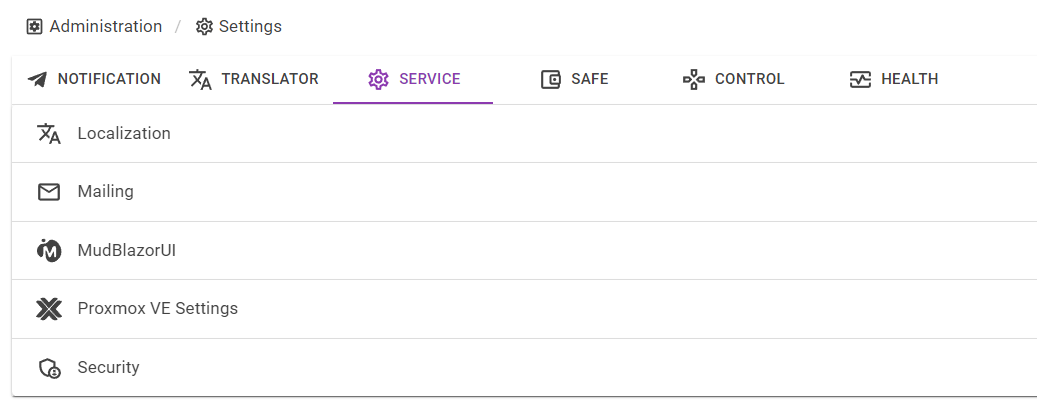 Administration / Settings
NOTIFICATION TRANSLATOR SERVICE SAFE CONTROL HEALTH
Localization
Mailing
MudBlazorUI
Proxmox VE Settings
Security